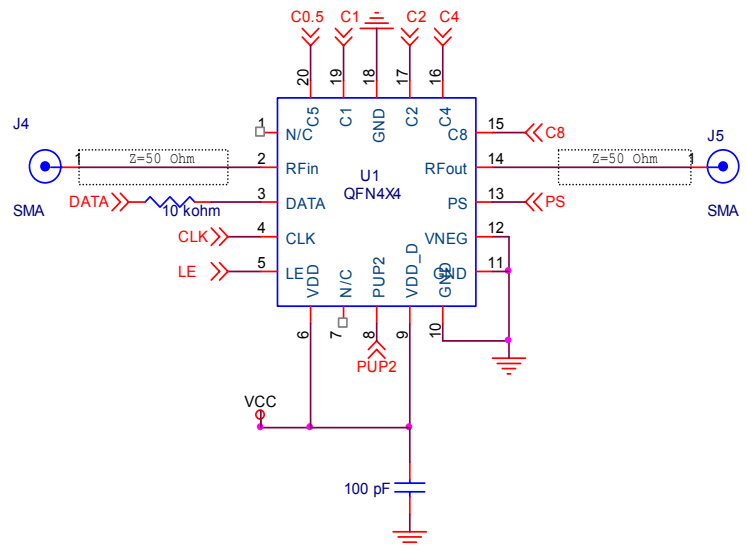 C0.5 C1 C2 C4
20 19 18 17 16
C5 C1 GND C2 C4
J4
1 N/C
C8 15 C8
J5
1 Z=50 Ohm 2 RFin
U1
QFN4X4
RFout 14 Z=50 Ohm 1
SMA
DATA 10 kohm 3 DATA
PS 13 PS
SMA
CLK 4 CLK
VNEG 12
LE 5 LE
GND 11
VDD N/C PUP2 VDD_D GND
6 7 8 9 10
PUP2
VCC
100 pF